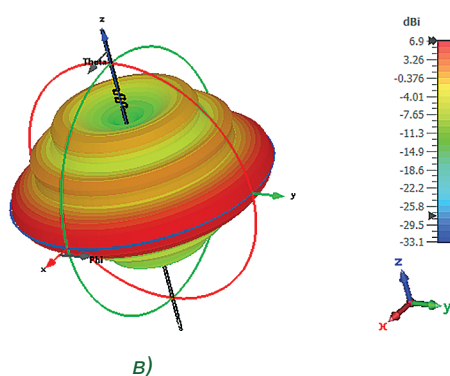 dBi
6.9
3.26
-0.376
-4.01
-7.65
-11.3
-14.9
-18.6
-22.2
-25.8
-29.5
-33.1
z
Theta
y
x
Phi
z
y
x
в)